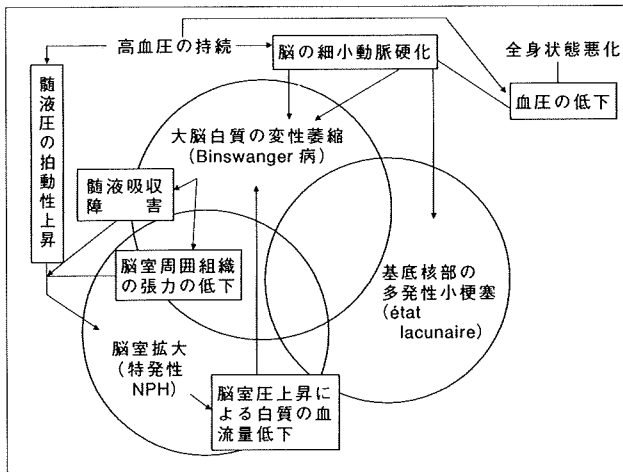 高血圧の持続
脳の細小動脈硬化
全身状態悪化
血圧の低下
髄液圧の拍動性上昇
大脳白質の変性萎縮
(Binswanger 病)
髄液吸収
障害
脳室周囲組織
の張力の低下
基底核部の
多発性小梗塞
(état
lacunaire)
脳室拡大
(特発性
NPH)
脳室圧上昇に
よる白質の血
流量低下